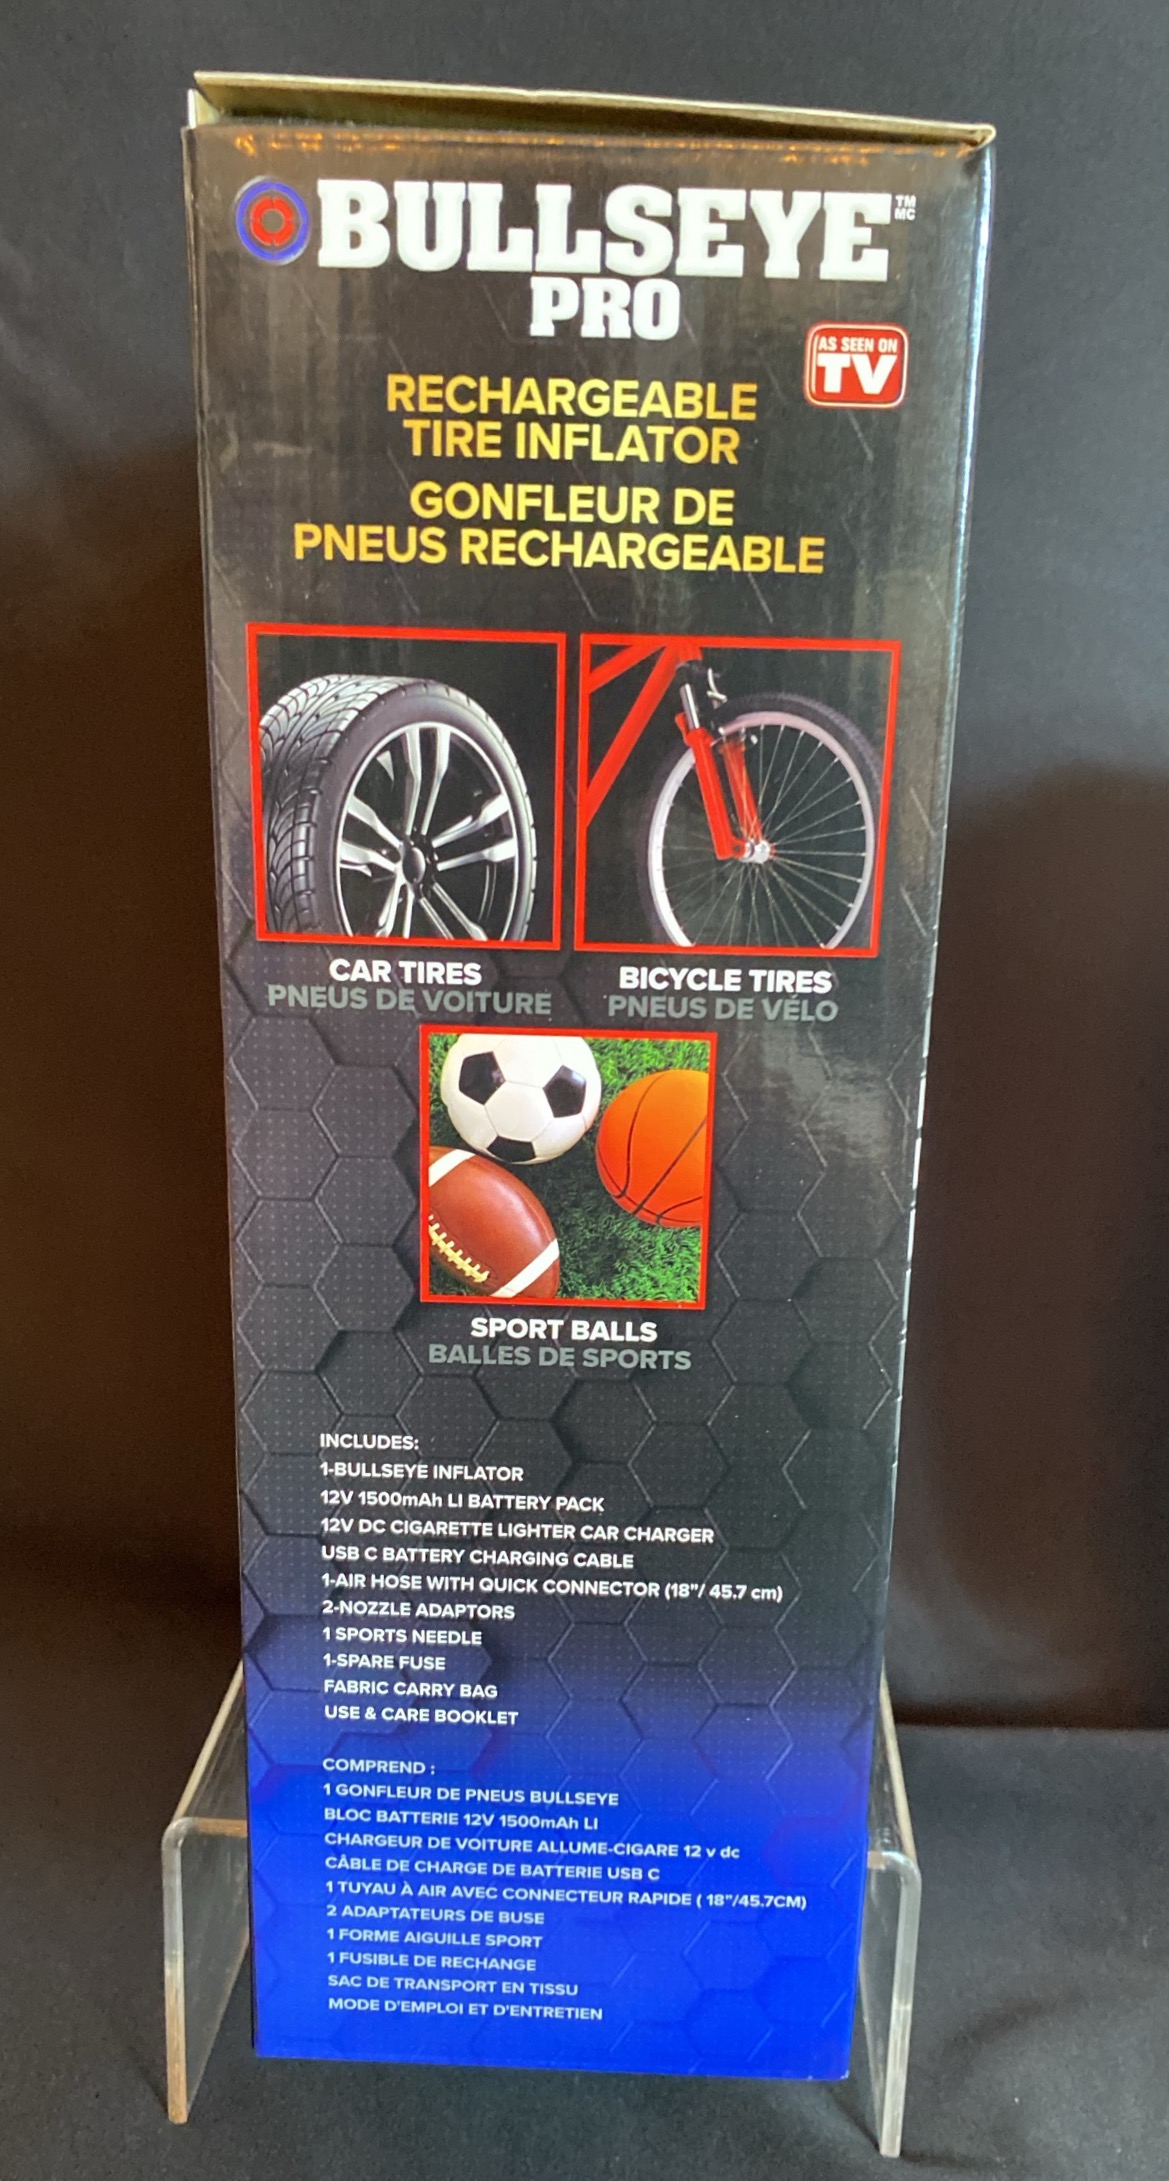 BULLSEYE™ MC
PRO
AS SEEN ON
TV
RECHARGEABLE
TIRE INFLATOR
GONFLEUR DE
PNEUS RECHARGEABLE
CAR TIRES
PNEUS DE VOITURE
BICYCLE TIRES
PNEUS DE VÉLO
SPORT BALLS
BALLES DE SPORTS
INCLUDES:
1-BULLSEYE INFLATOR
12V 1500mAh LI BATTERY PACK
12V DC CIGARETTE LIGHTER CAR CHARGER
USB C BATTERY CHARGING CABLE
1-AIR HOSE WITH QUICK CONNECTOR (18"/ 45.7 cm)
2-NOZZLE ADAPTORS
1 SPORTS NEEDLE
1-SPARE FUSE
FABRIC CARRY BAG
USE & CARE BOOKLET
COMPREND :
1 GONFLEUR DE PNEUS BULLSEYE
BLOC BATTERIE 12V 1500mAh LI
CHARGEUR DE VOITURE ALLUME-CIGARE 12 v dc
CÂBLE DE CHARGE DE BATTERIE USB C
1 TUYAU À AIR AVEC CONNECTEUR RAPIDE ( 18"/45.7CM)
2 ADAPTATEURS DE BUSE
1 FORME AIGUILLE SPORT
1 FUSIBLE DE RECHANGE
SAC DE TRANSPORT EN TISSU
MODE D'EMPLOI ET D'ENTRETIEN